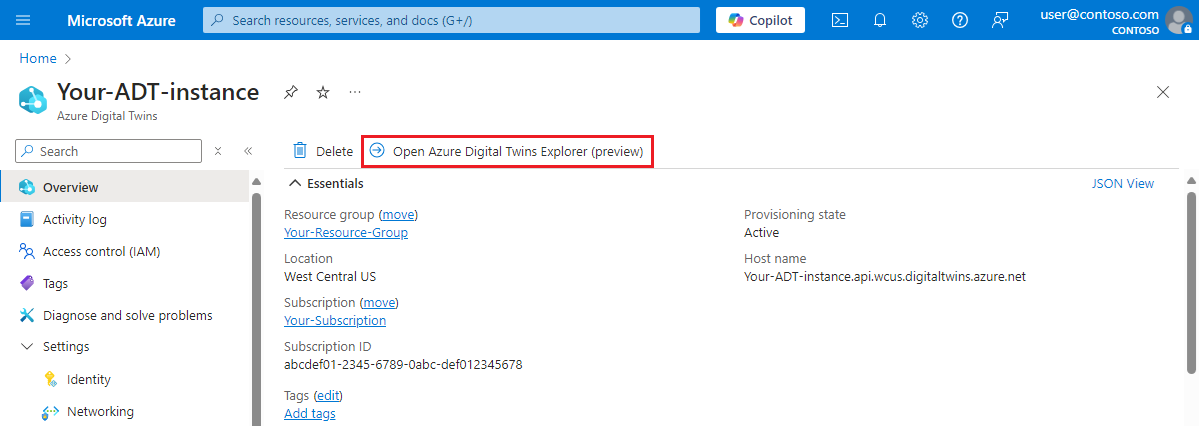 Microsoft Azure
Search resources, services, and docs (G+/)
Copilot
user@contoso.com
CONTOSO
Home
Your-ADT-instance
Azure Digital Twins
Search
Delete
Open Azure Digital Twins Explorer (preview)
Overview
Activity log
Access control (IAM)
Tags
Diagnose and solve problems
Settings
Identity
Networking
Essentials
JSON View
Resource group (move)
Your-Resource-Group
Location
West Central US
Subscription (move)
Your-Subscription
Subscription ID
abcdef01-2345-6789-0abc-def012345678
Tags (edit)
Add tags
Provisioning state
Active
Host name
Your-ADT-instance.api.wcus.digitaltwins.azure.net